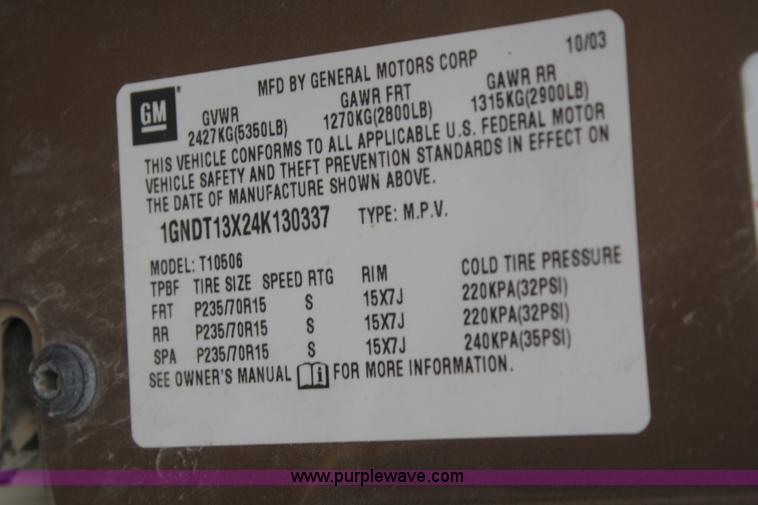 MFD BY GENERAL MOTORS CORP 10/03
GM
GVWR GAWR FRT GAWR RR
2427KG(5350LB) 1270KG(2800LB) 1315KG(2900LB)
THIS VEHICLE CONFORMS TO ALL APPLICABLE U.S. FEDERAL MOTOR
VEHICLE SAFETY AND THEFT PREVENTION STANDARDS IN EFFECT ON
THE DATE OF MANUFACTURE SHOWN ABOVE.
1GNDT13X24K130337 TYPE: M.P.V.
MODEL: T10506
TPBF TIRE SIZE SPEED RTG RIM COLD TIRE PRESSURE
FRT P235/70R15 S 15X7J 220KPA(32PSI)
RR P235/70R15 S 15X7J 220KPA(32PSI)
SPA P235/70R15 S 15X7J 240KPA(35PSI)
SEE OWNER'S MANUAL i FOR MORE INFORMATION.
www.purplewave.com